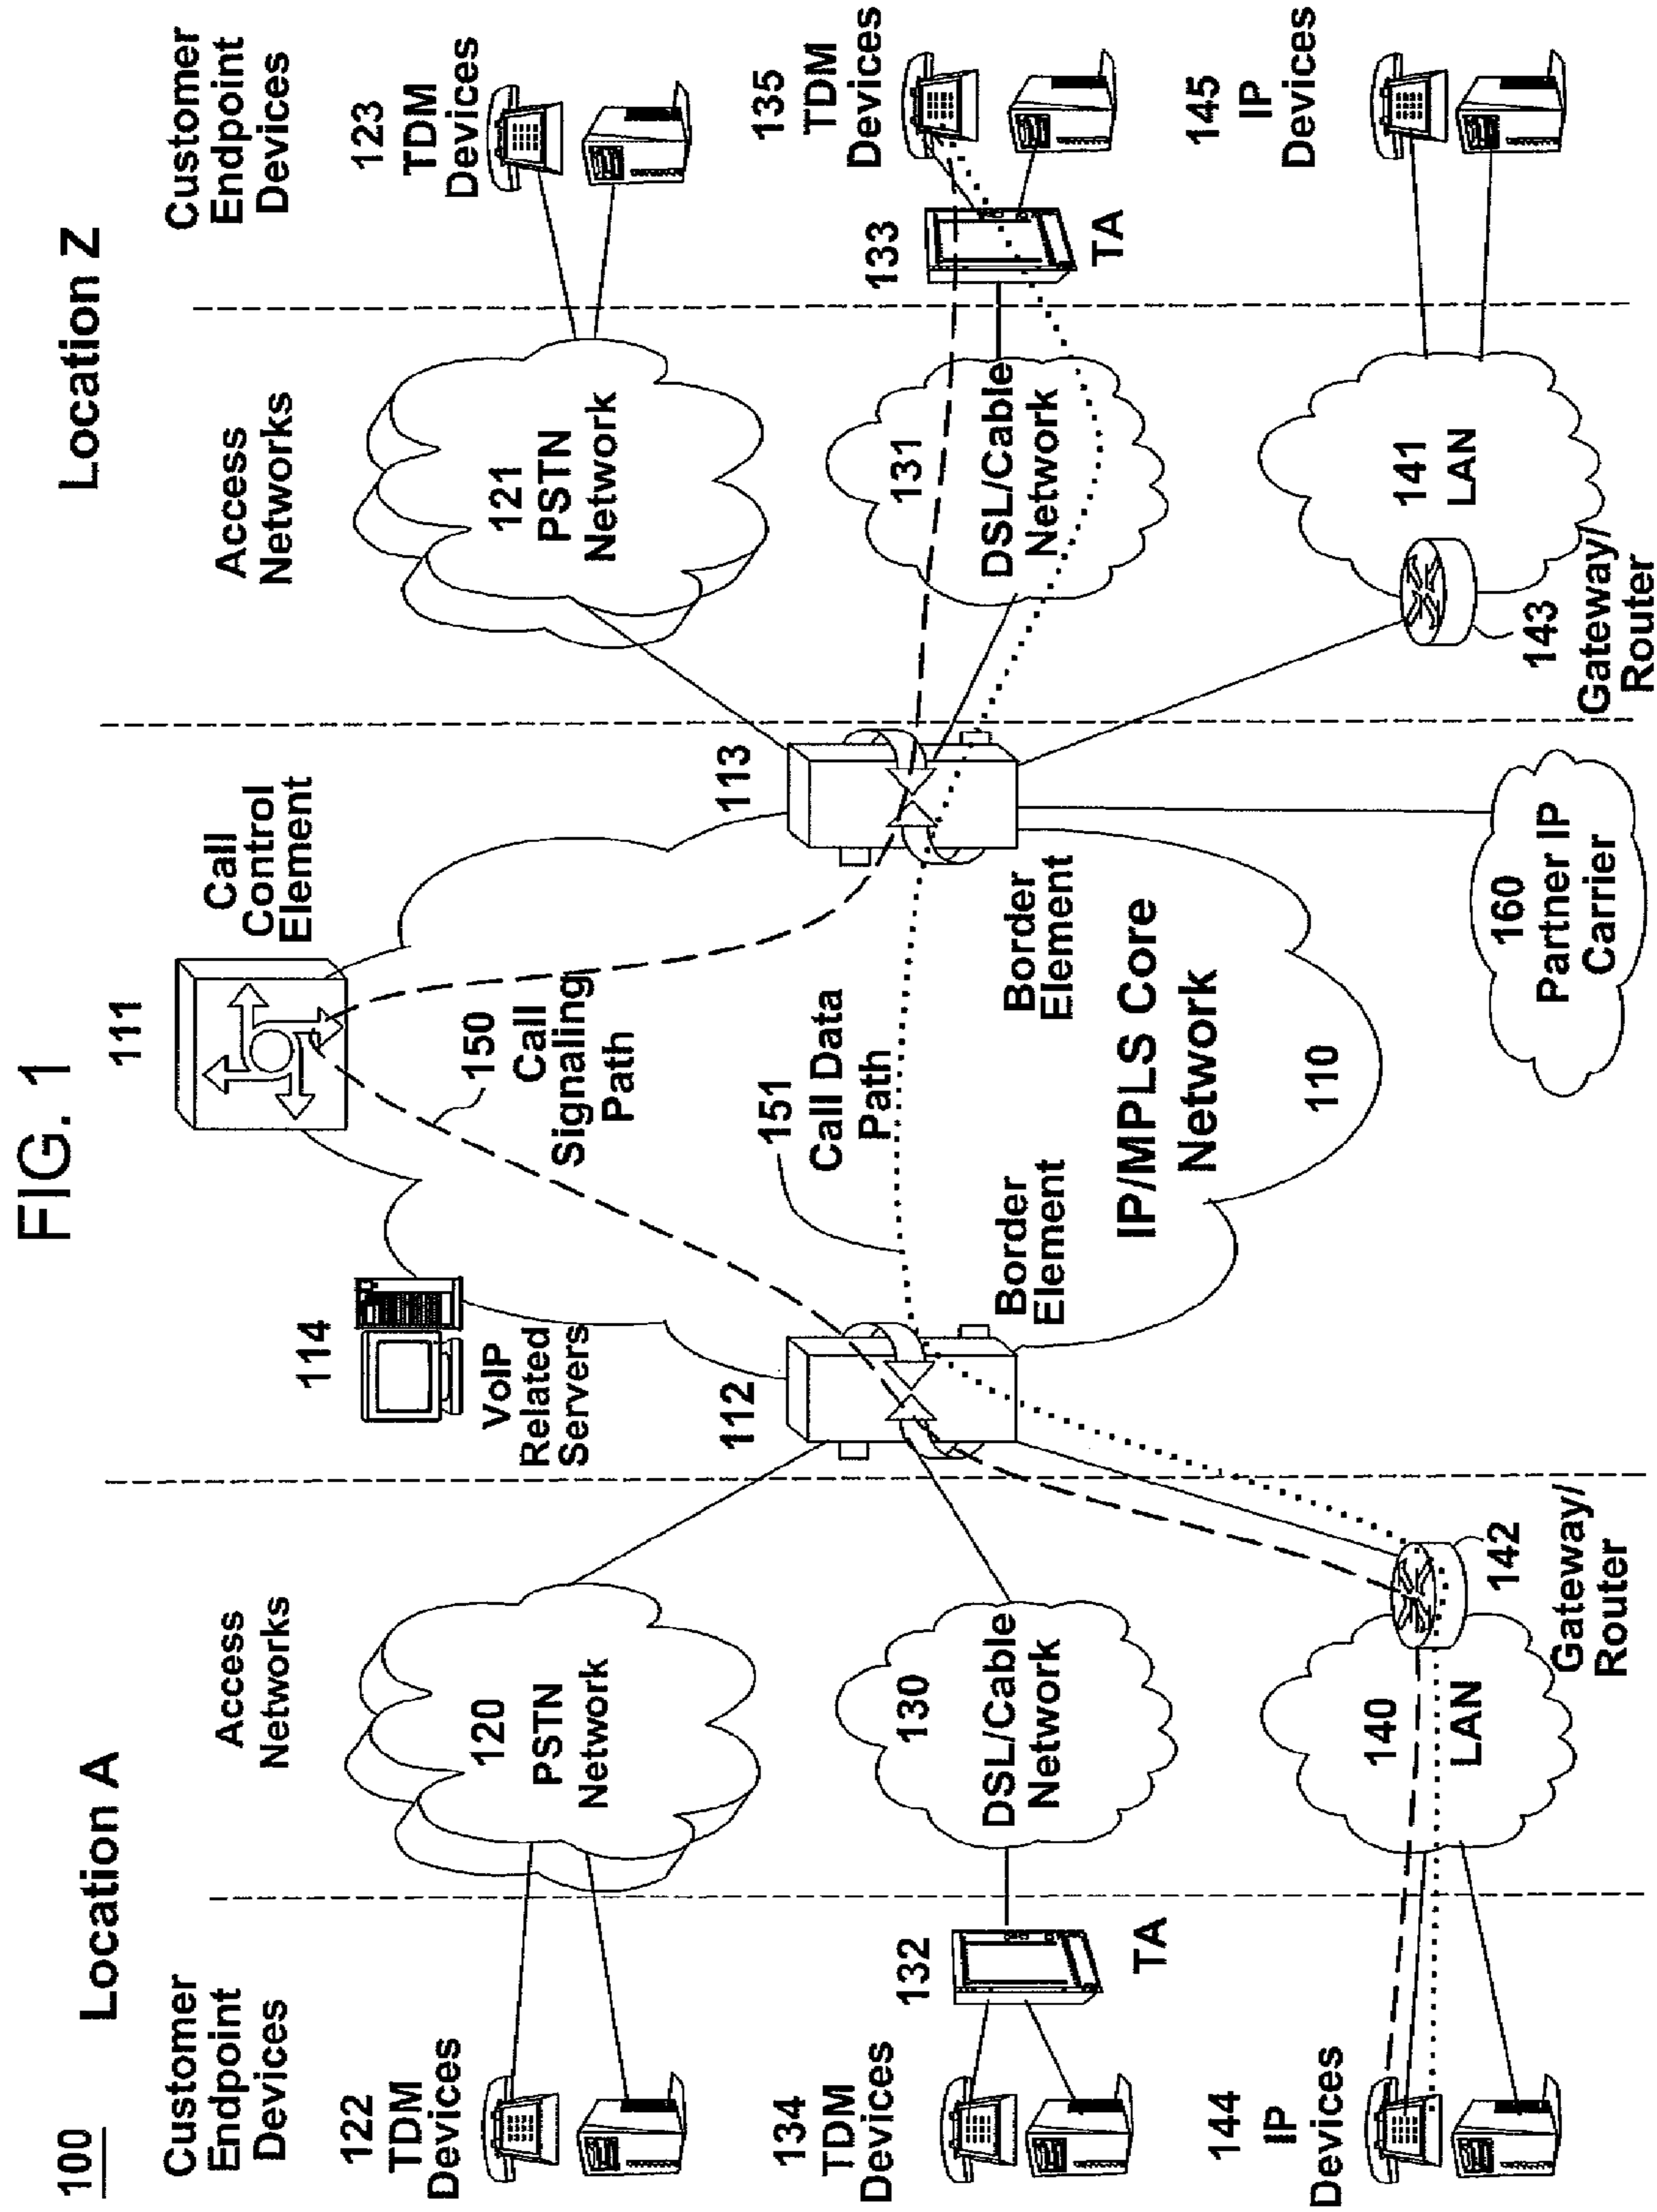 FIG. 1
100
Location A
Location Z
Customer
Endpoint
Devices
Access
Networks
114
VoIP
Related
Servers
111
Call
Control
Element
Access
Networks
Customer
Endpoint
Devices
122
TDM
Devices
120
PSTN
Network
112
150
Call
Signaling
Path
113
121
PSTN
Network
123
TDM
Devices
134
TDM
Devices
132
TA
130
DSL/Cable
Network
Border
Element
151
Call Data
Path
Border
Element
131
DSL/Cable
Network
133
TA
135
TDM
Devices
IP/MPLS Core
Network
110
144
IP
Devices
140
LAN
142
Gateway/
Router
160
Partner IP
Carrier
143
Gateway/
Router
141
LAN
145
IP
Devices